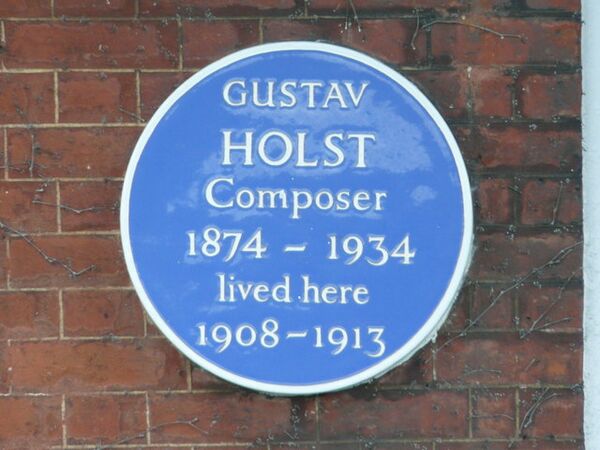 GUSTAV
HOLST
Composer
1874 – 1934
lived here
1908–1913